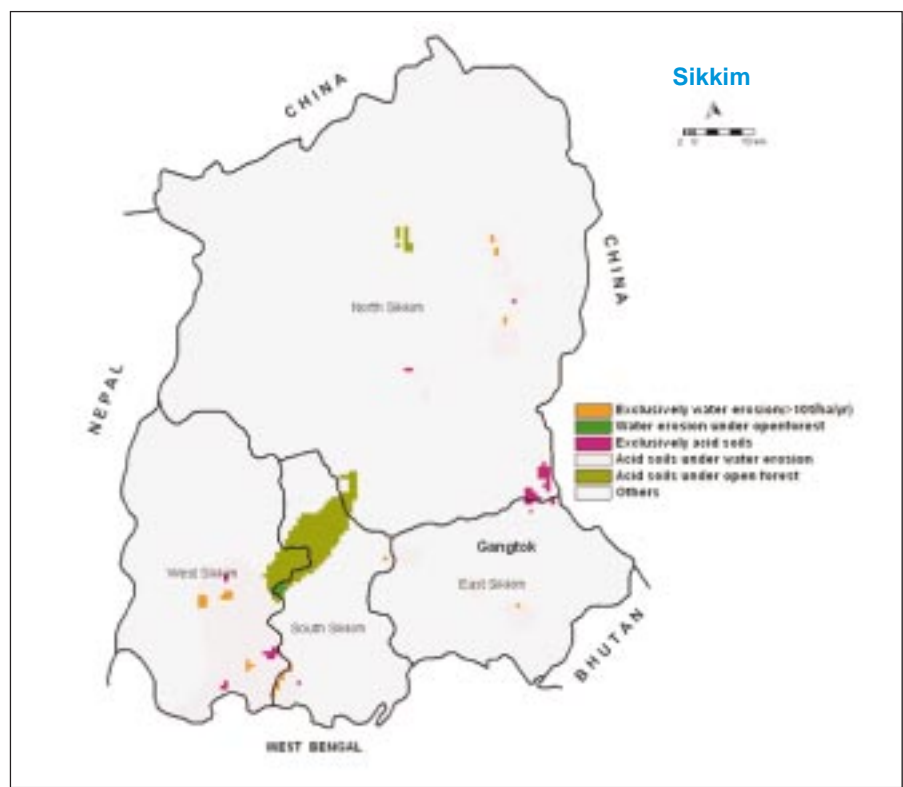 Sikkim
CHINA
CHINA
North Sikkim
NEPAL
Exclusively water erosion(>10t/ha/yr)
Water erosion under openforest
Exclusively acid soils
Acid soils under water erosion
Acid soils under open forest
Others
Gangtok
West Sikkim
East Sikkim
South Sikkim
BHUTAN
WEST BENGAL